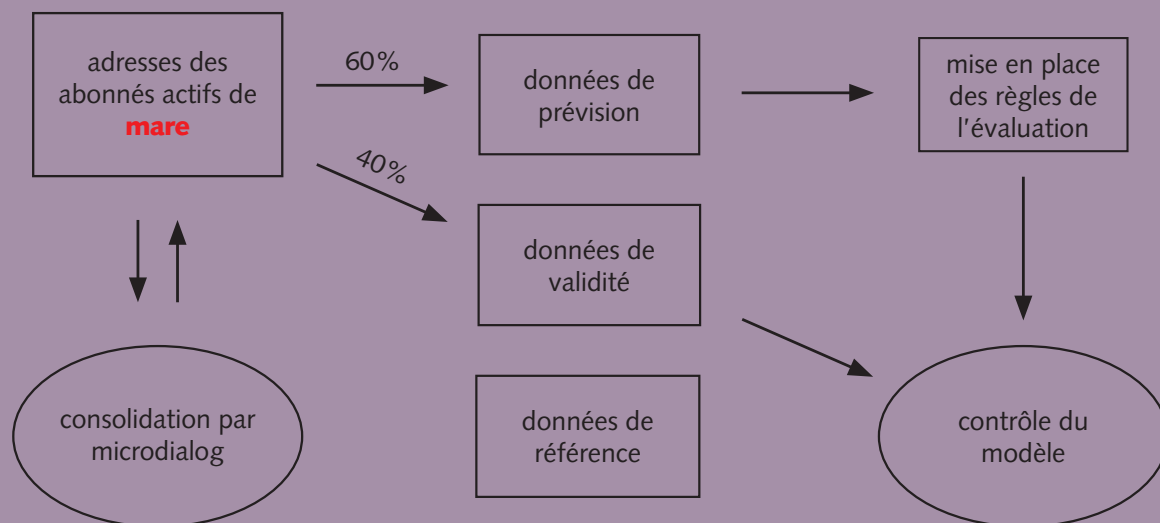 adresses des
abonnés actifs de
mare
60%
données de
prévision
mise en place
des règles de
l'évaluation
40%
données de
validité
consolidation par
microdialog
données de
référence
contrôle du
modèle